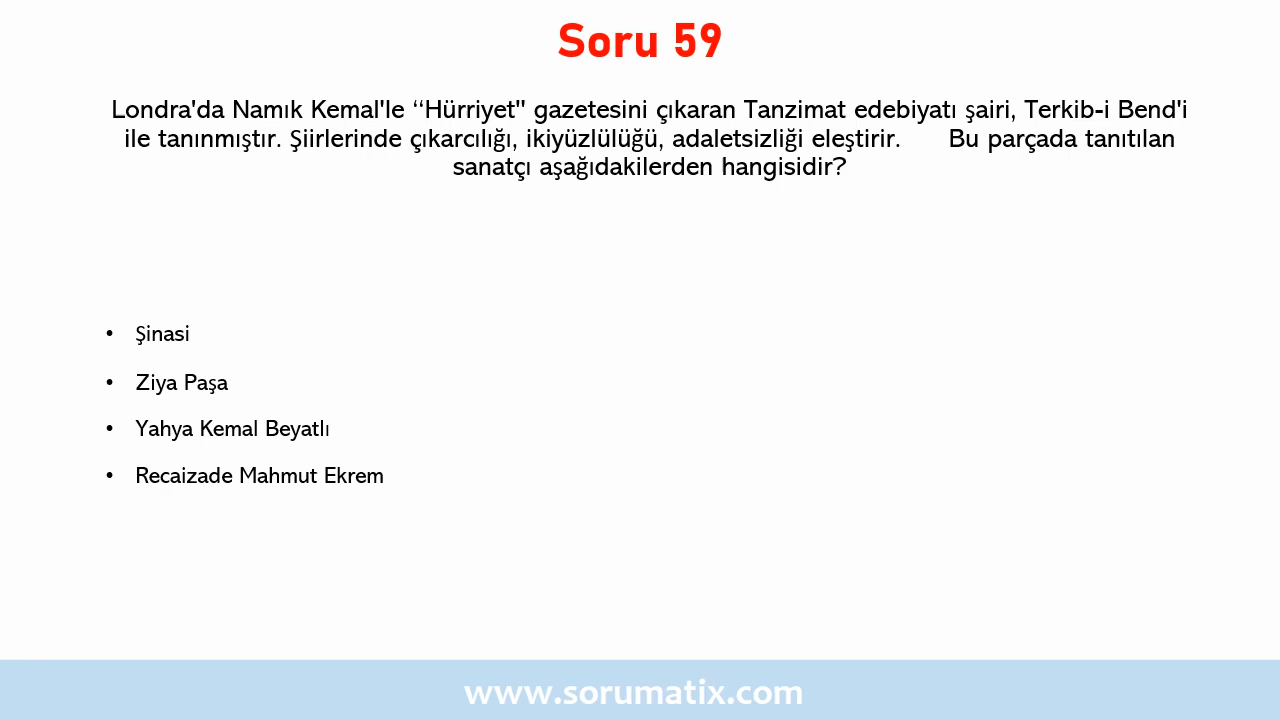 Soru 59
Londra'da Namık Kemal'le ‘‘Hürriyet" gazetesini çıkaran Tanzimat edebiyatı şairi, Terkib-i Bend'i
ile tanınmıştır. Şiirlerinde çıkarcılığı, ikiyüzlülüğü, adaletsizliği eleştirir. Bu parçada tanıtılan
sanatçı aşağıdakilerden hangisidir?
• Şinasi
• Ziya Paşa
• Yahya Kemal Beyatlı
• Recaizade Mahmut Ekrem
www.sorumatix.com